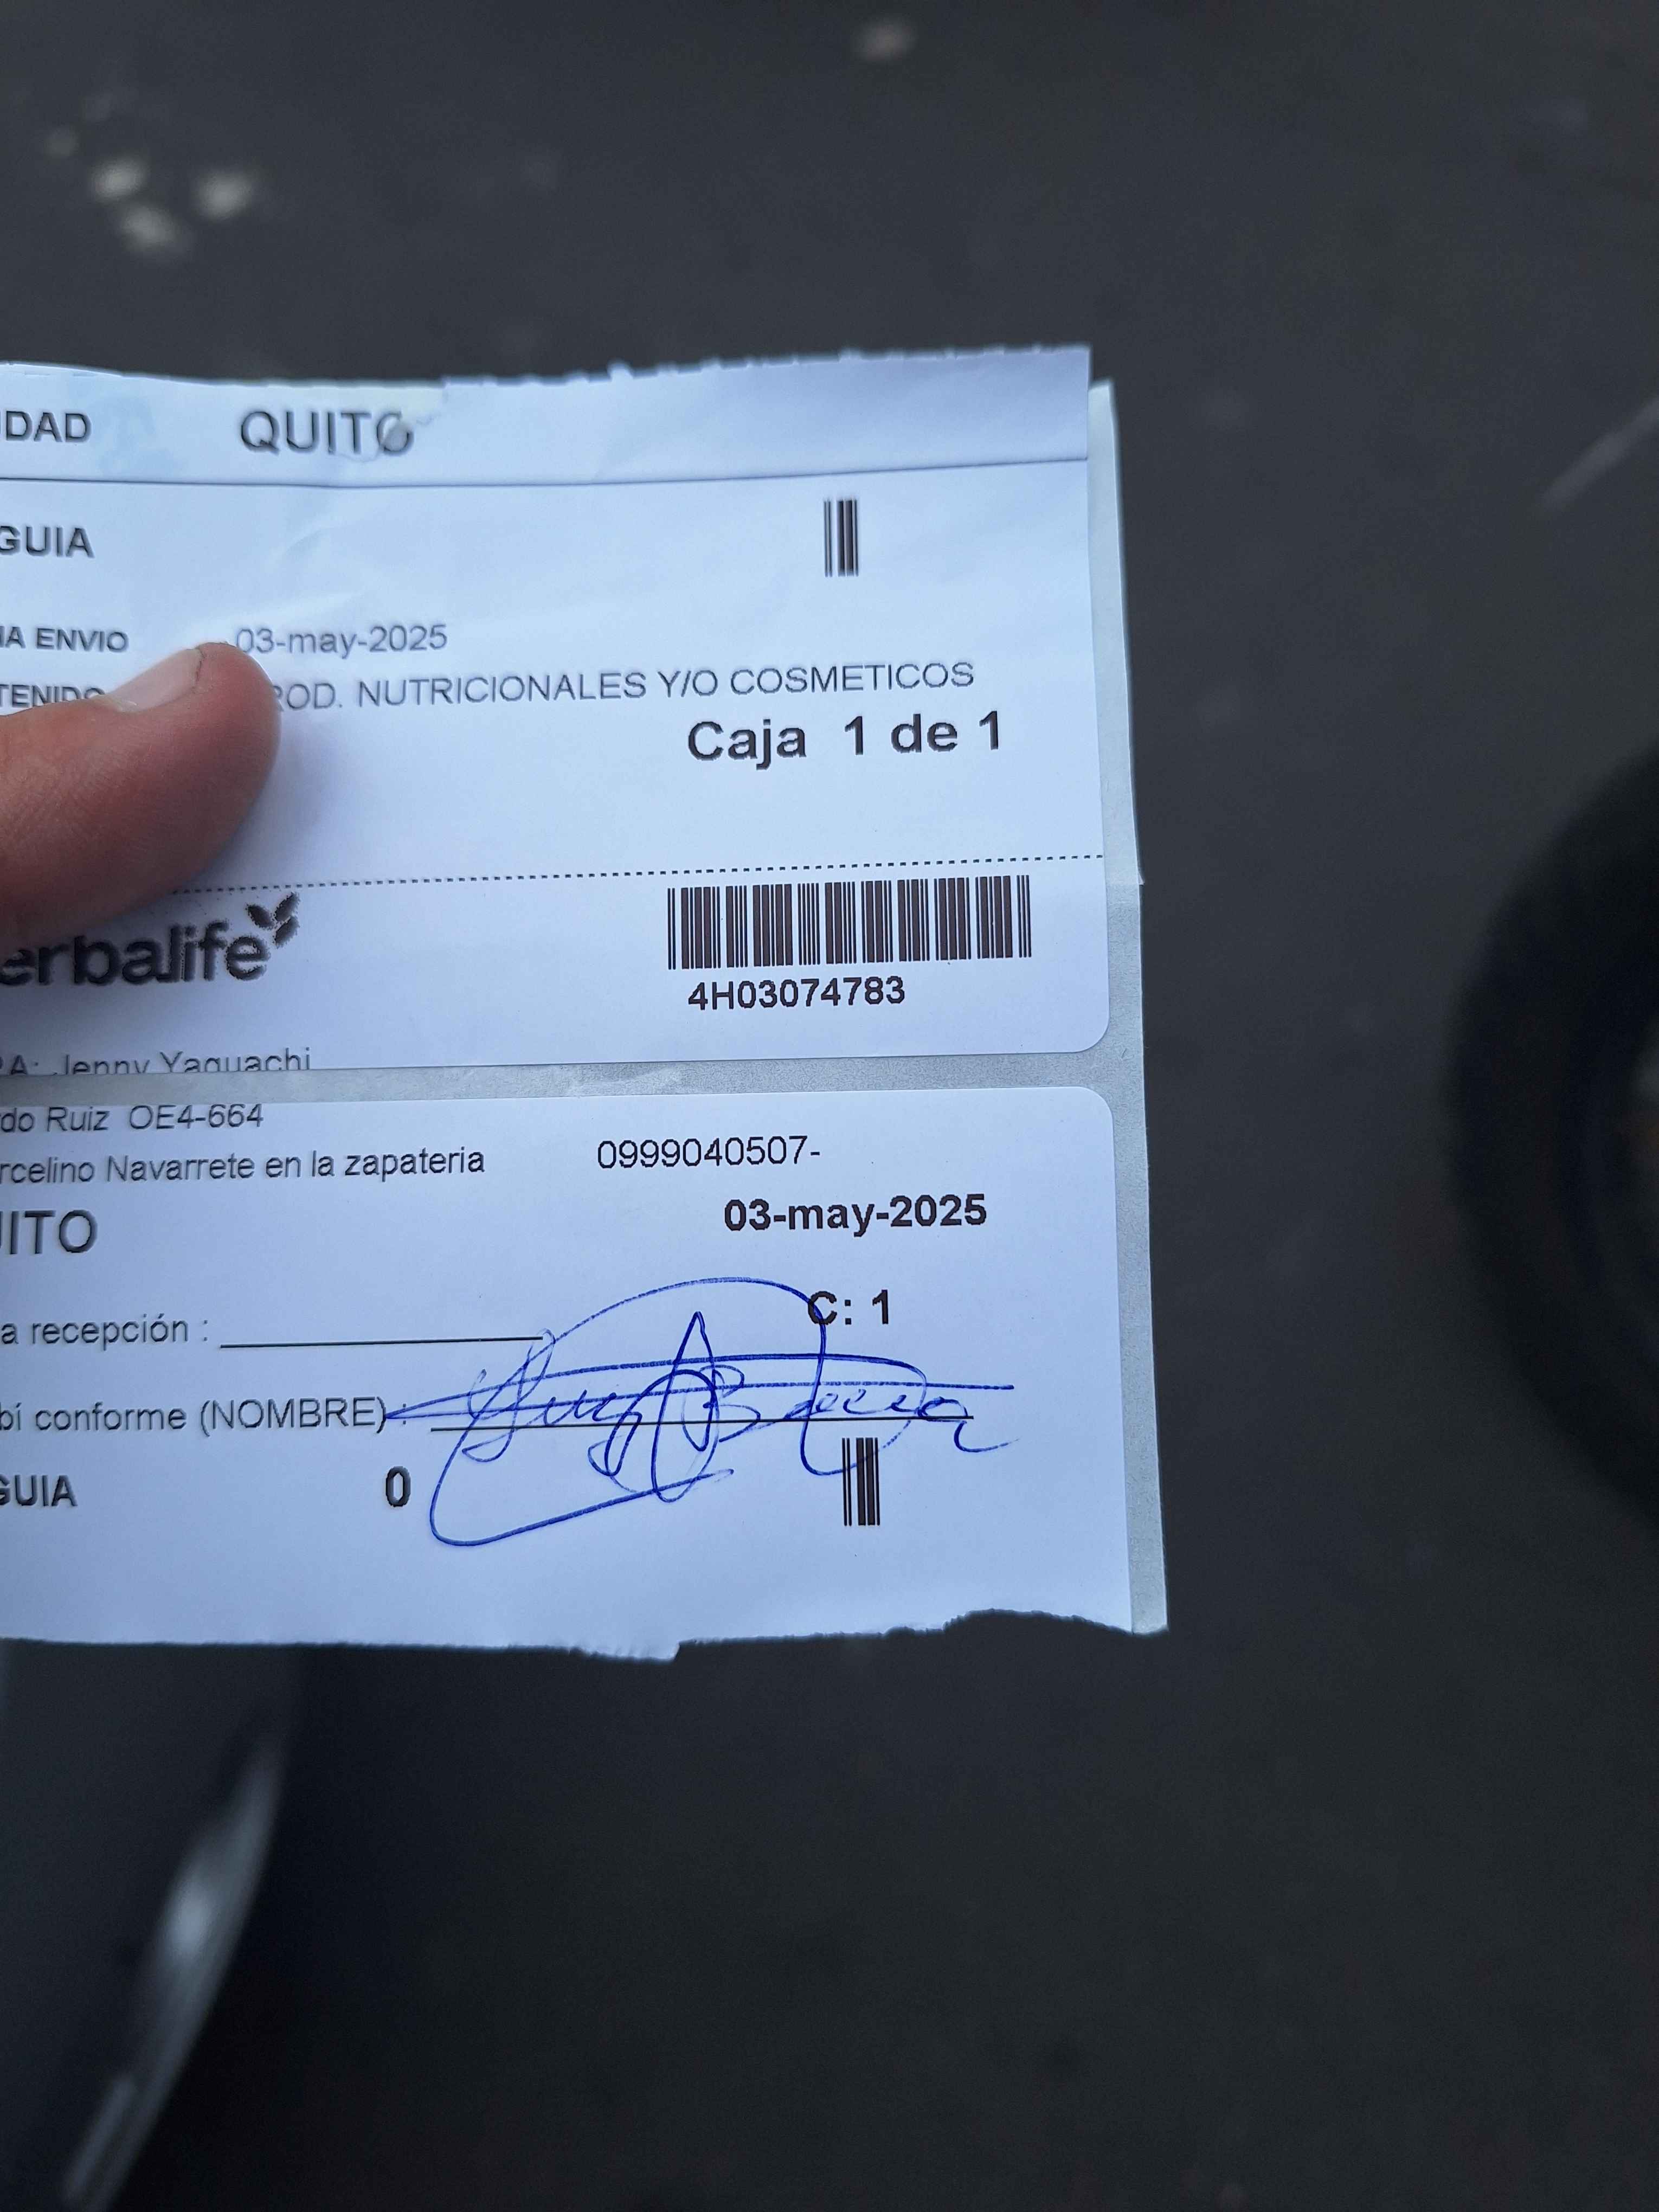 DAD QUITO
GUIA
A ENVIO 03-may-2025
TENIDO ROD. NUTRICIONALES Y/O COSMETICOS
Caja 1 de 1
erbalife
4H03074783
A: Jenny Yaguachi
do Ruiz OE4-664
rcelino Navarrete en la zapateria 0999040507-
ITO
03-may-2025
C: 1
a recepción :
bí conforme (NOMBRE) :
GUIA 0